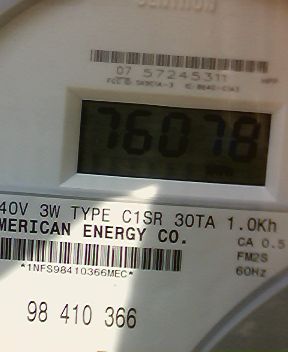 07 57245311
76078
40V 3W TYPE C1SR 30TA 1.0Kh
MERICAN ENERGY CO.
CA 0.5
*1NFS98410366MEC*
FM2S
60Hz
98 410 366